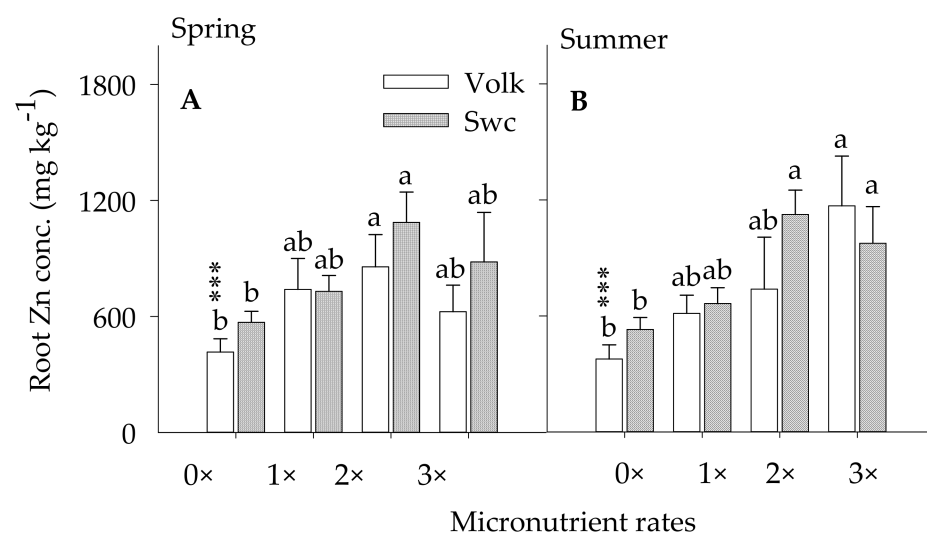 Spring
Summer
Volk
Swc
A
B
Root Zn conc. (mg kg-1)
1800
1200
600
0
***
b
b
ab
ab
a
a
ab
ab
***
b
b
ab
ab
ab
a
a
a
0× 1× 2× 3×
0× 1× 2× 3×
Micronutrient rates